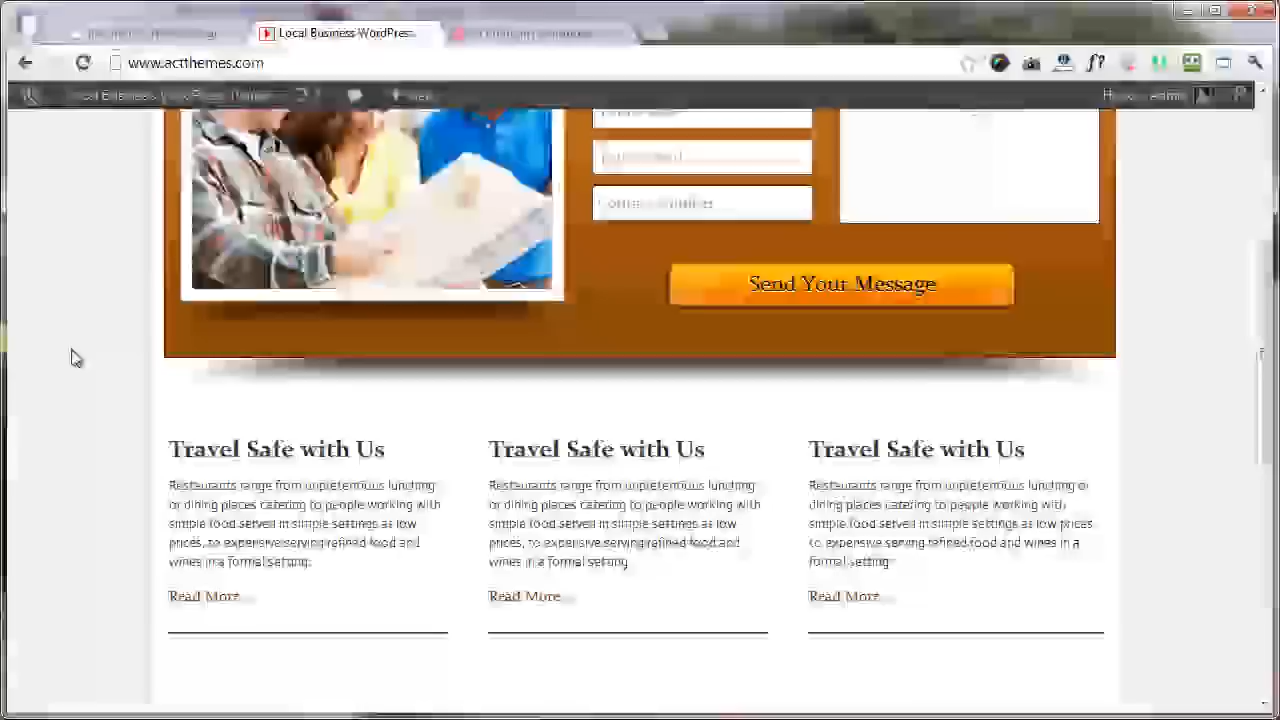 Local Business WordPress
www.actthemes.com
f?
Contact Number
Send Your Message
Travel Safe with Us
Restaurants range from unpretentious lunching
or dining places catering to people working with
simple food served in simple settings as low
prices, to expensive serving refined food and
wines in a formal setting.
Read More...
Travel Safe with Us
Restaurants range from unpretentious lunching
or dining places catering to people working with
simple food served in simple settings as low
prices, to expensive serving refined food and
wines in a formal setting
Read More...
Travel Safe with Us
Restaurants range from unpretentious lunching or
dining places catering to people working with
simple food served in simple settings as low prices
to expensive serving refined food and wines in a
formal setting
Read More...